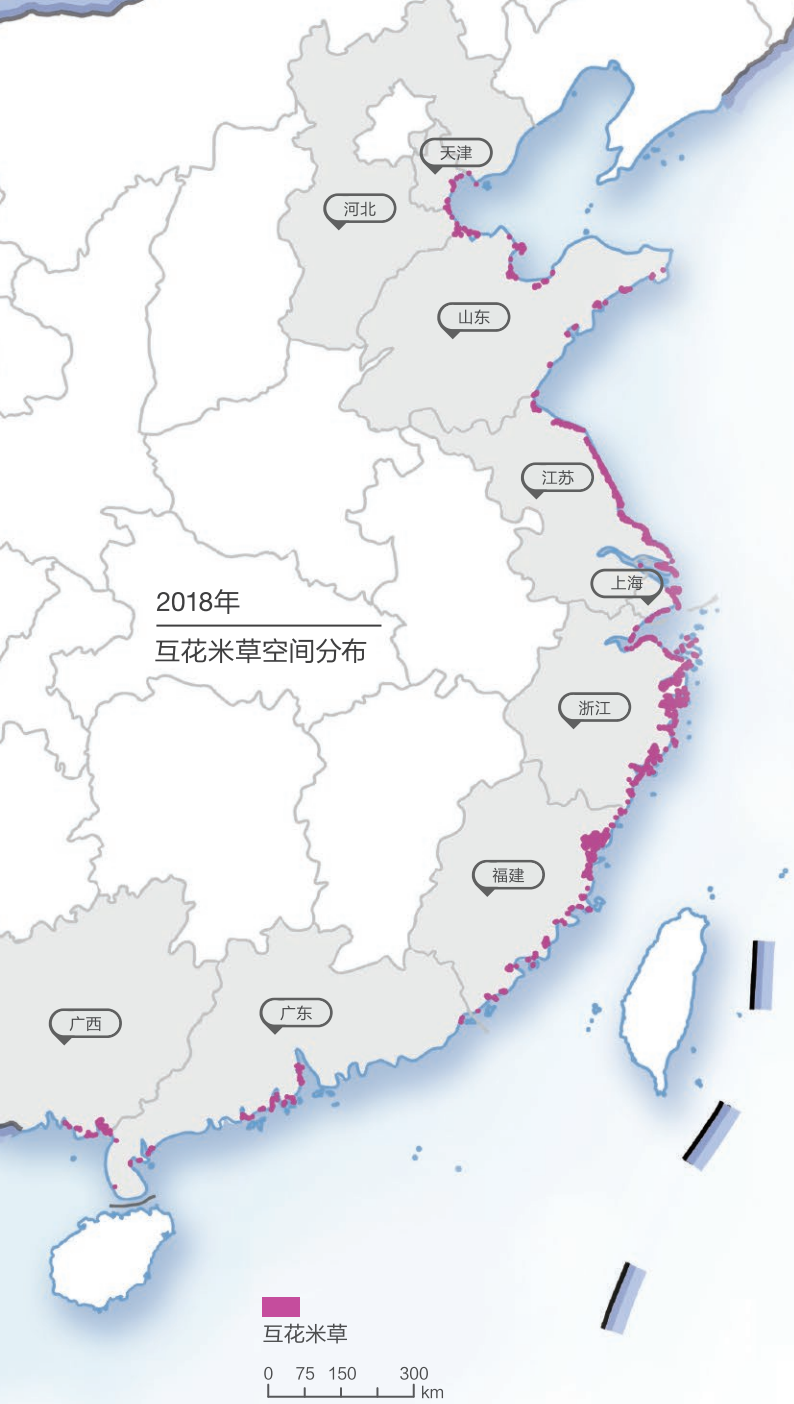 天津
河北
山东
江苏
上海
2018年
互花米草空间分布
浙江
福建
广东
广西
互花米草
0 75 150 300
km